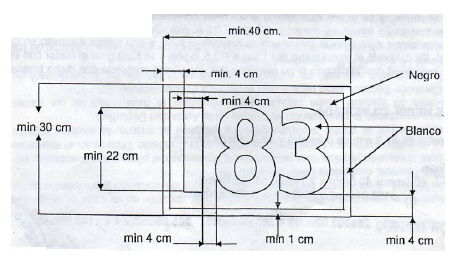 min.40 cm.
min. 4 cm
Negro
min 4 cm
min 30 cm
83
Blanco
min 22 cm
min 4 cm
min 1 cm
min 4 cm